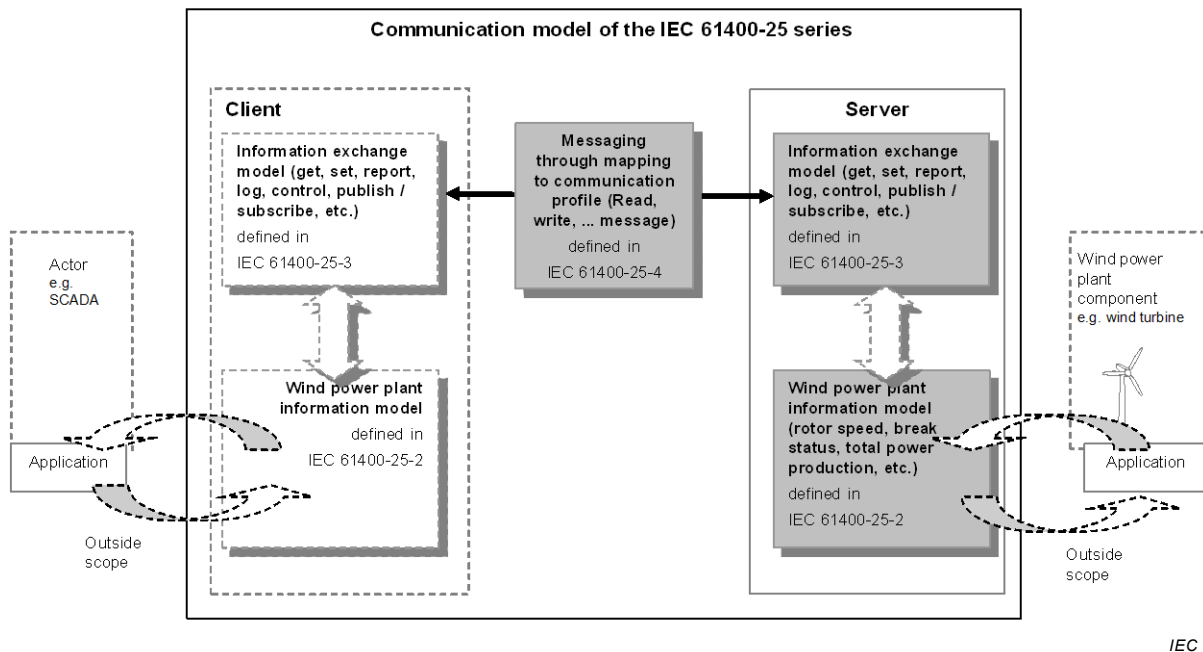 Communication model of the IEC 61400-25 series
Client
Information exchange
model (get, set, report,
log, control, publish /
subscribe, etc.)
defined in
IEC 61400-25-3
Messaging
through mapping
to communication
profile (Read,
write, ... message)
defined in
IEC 61400-25-4
Server
Information exchange
model (get, set, report,
log, control, publish /
subscribe, etc.)
defined in
IEC 61400-25-3
Actor
e.g.
SCADA
Wind power
plant
component
e.g. wind turbine
Wind power plant
information model
defined in
IEC 61400-25-2
Wind power plant
information model
(rotor speed, break
status, total power
production, etc.)
defined in
IEC 61400-25-2
Application
Application
Outside
scope
Outside
scope
IEC